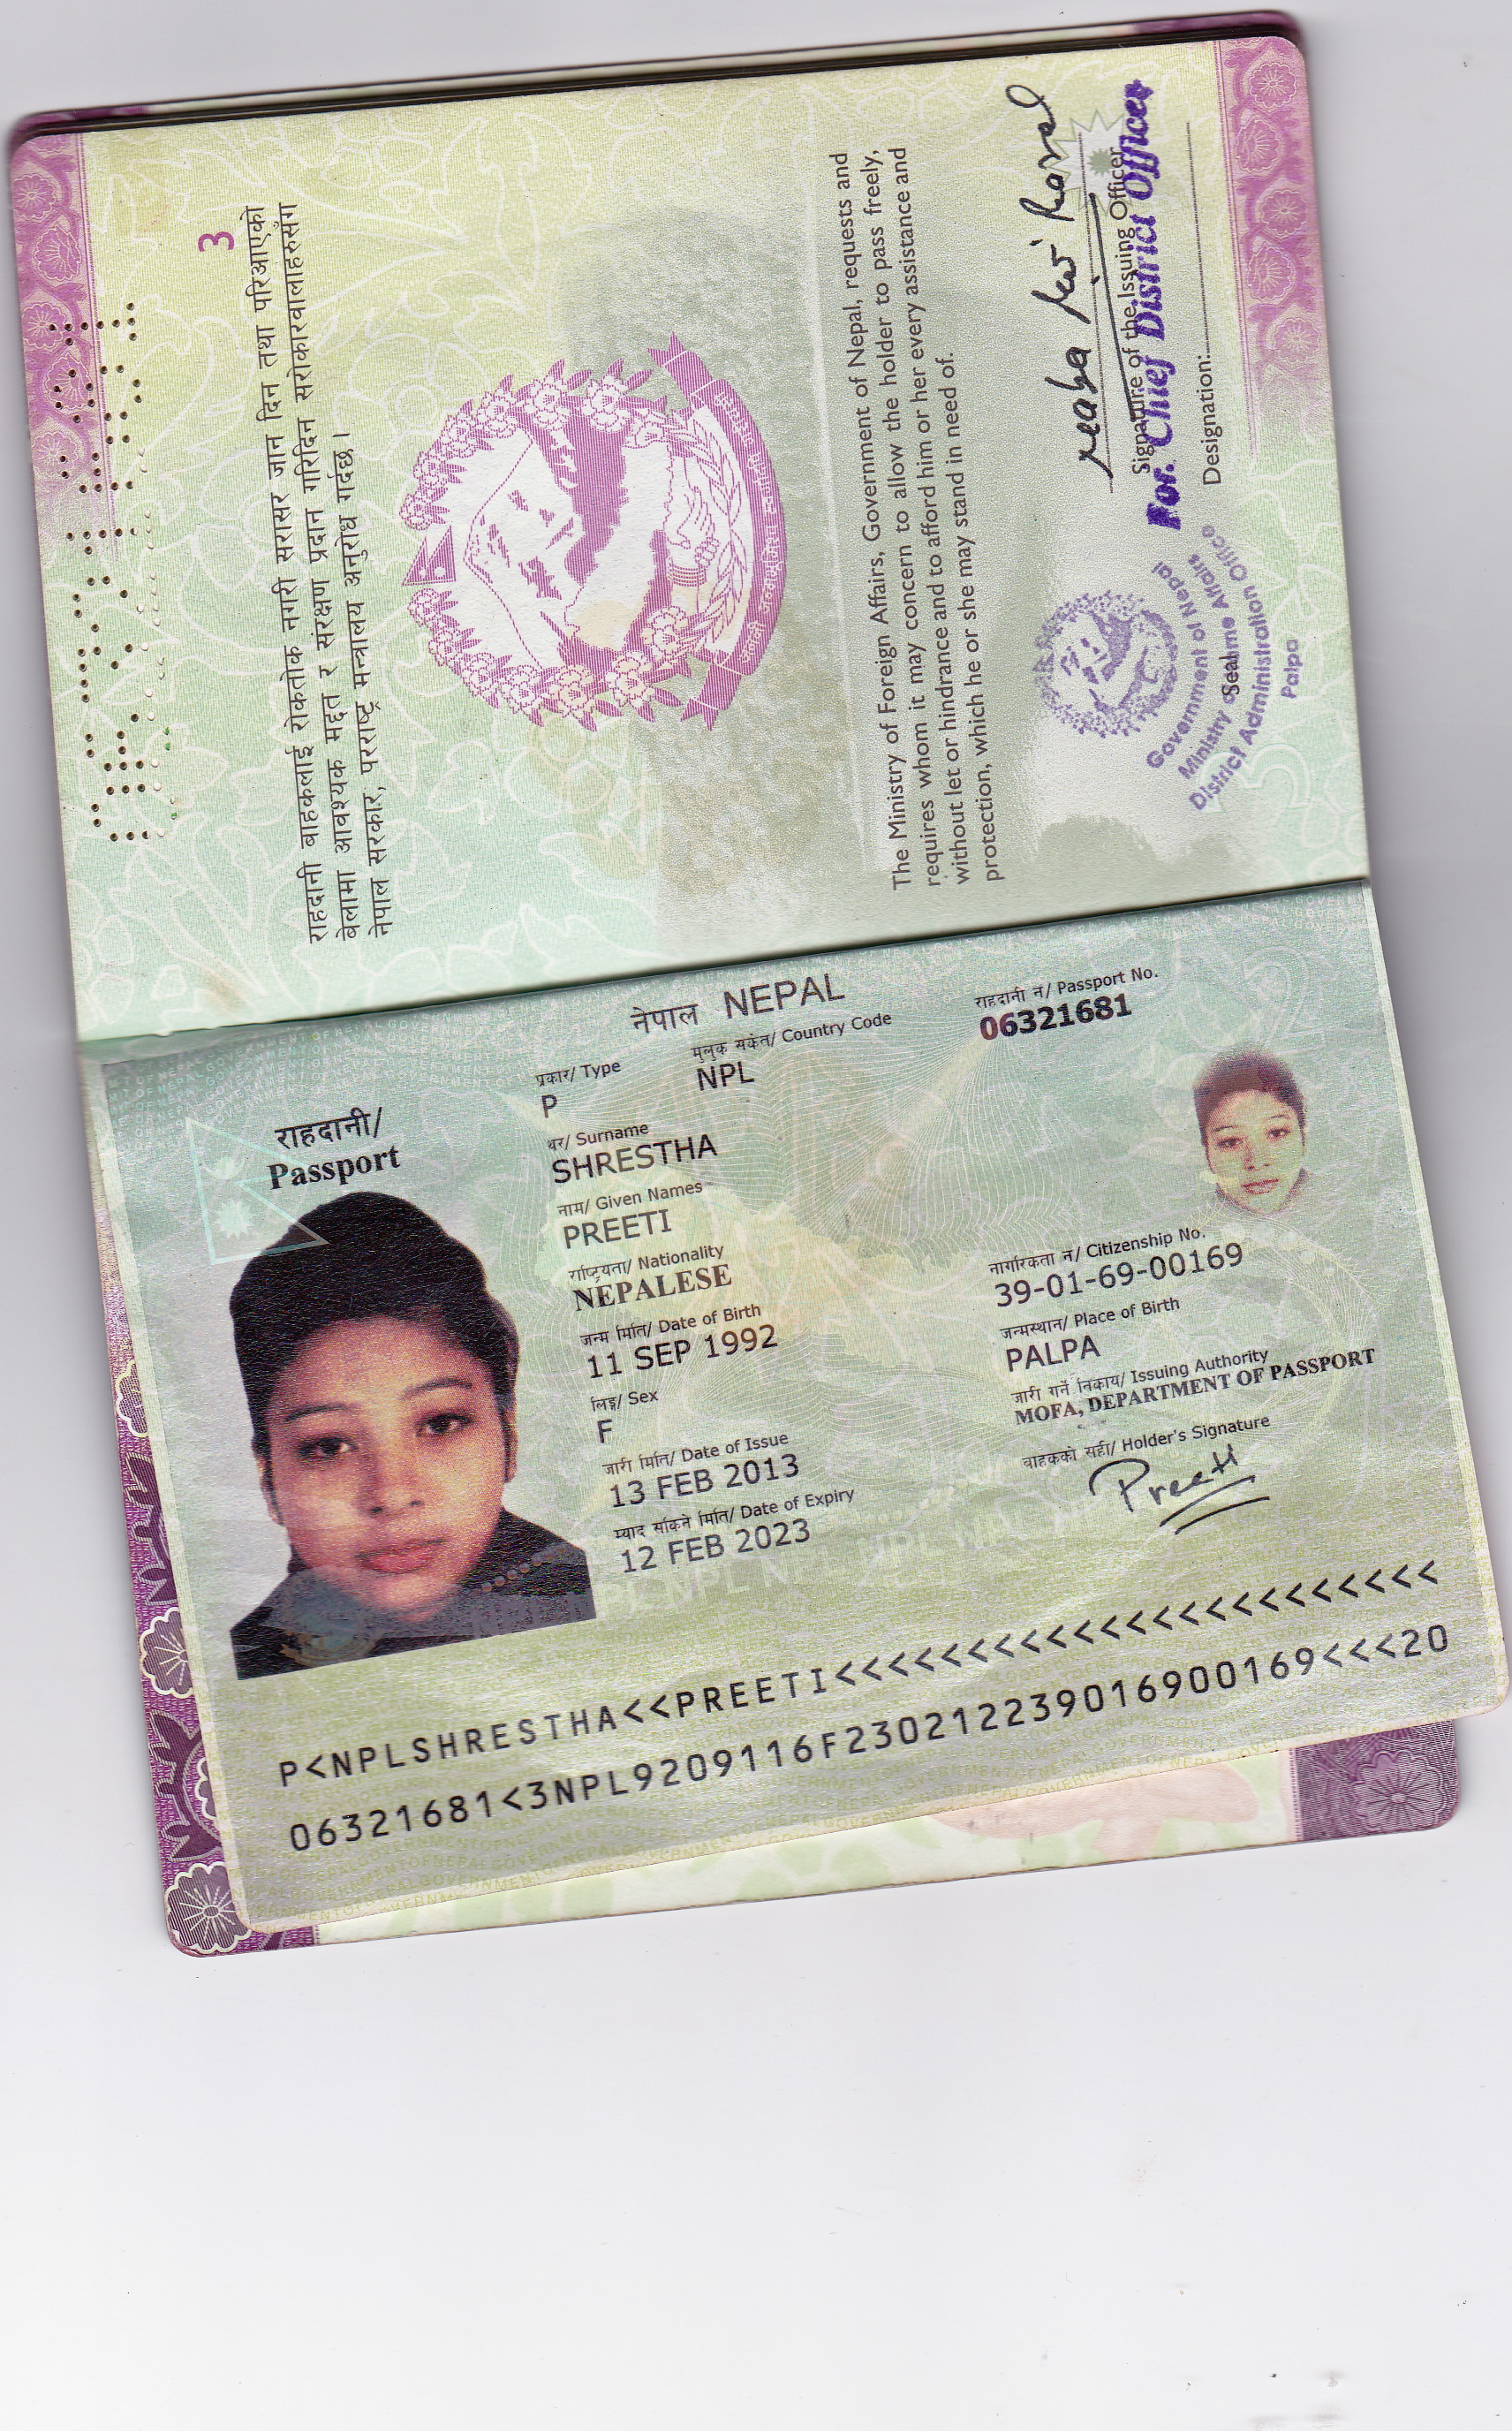 3
राहदानी बाहकलाई रोकतोक नगरी सरासर जान दिन तथा परिआएको
बेलामा आवश्यक मद्दत र संरक्षण प्रदान गरिदिन सरोकारवालाहरुसँग
नेपाल सरकार, परराष्ट्र मन्त्रालय अनुरोध गर्दछ ।
The Ministry of Foreign Affairs, Government of Nepal, requests and
requires whom it may concern to allow the holder to pass freely,
without let or hindrance and to afford him or her every assistance and
protection, which he or she may stand in need of.
Signature of the Issuing Officer
For. Chief District Officer
Designation:
Seal
Government of Nepal
Ministry Home Affairs
District Administration Office
Palpa
नेपाल NEPAL
राहदानी/
Passport
प्रकार/ Type
P
मुलुक संकेत/ Country Code
NPL
राहदानी नं/ Passport No.
06321681
थर/ Surname
SHRESTHA
नाम/ Given Names
PREETI
राष्ट्रियता/ Nationality
NEPALESE
जन्म मिति/ Date of Birth
11 SEP 1992
लिङ्ग/ Sex
F
जारी मिति/ Date of Issue
13 FEB 2013
म्याद सकिने मिति/ Date of Expiry
12 FEB 2023
नागरिकता नं/ Citizenship No.
39-01-69-00169
जन्मस्थान/ Place of Birth
PALPA
जारी गर्ने निकाय/ Issuing Authority
MOFA, DEPARTMENT OF PASSPORT
वाहकको सही/ Holder's Signature
Preeti
P<NPLSHRESTHA<<PREETI<<<<<<<<<<<<<<<<<<<<<<<
06321681<3NPL9209116F230212239016900169<<<20